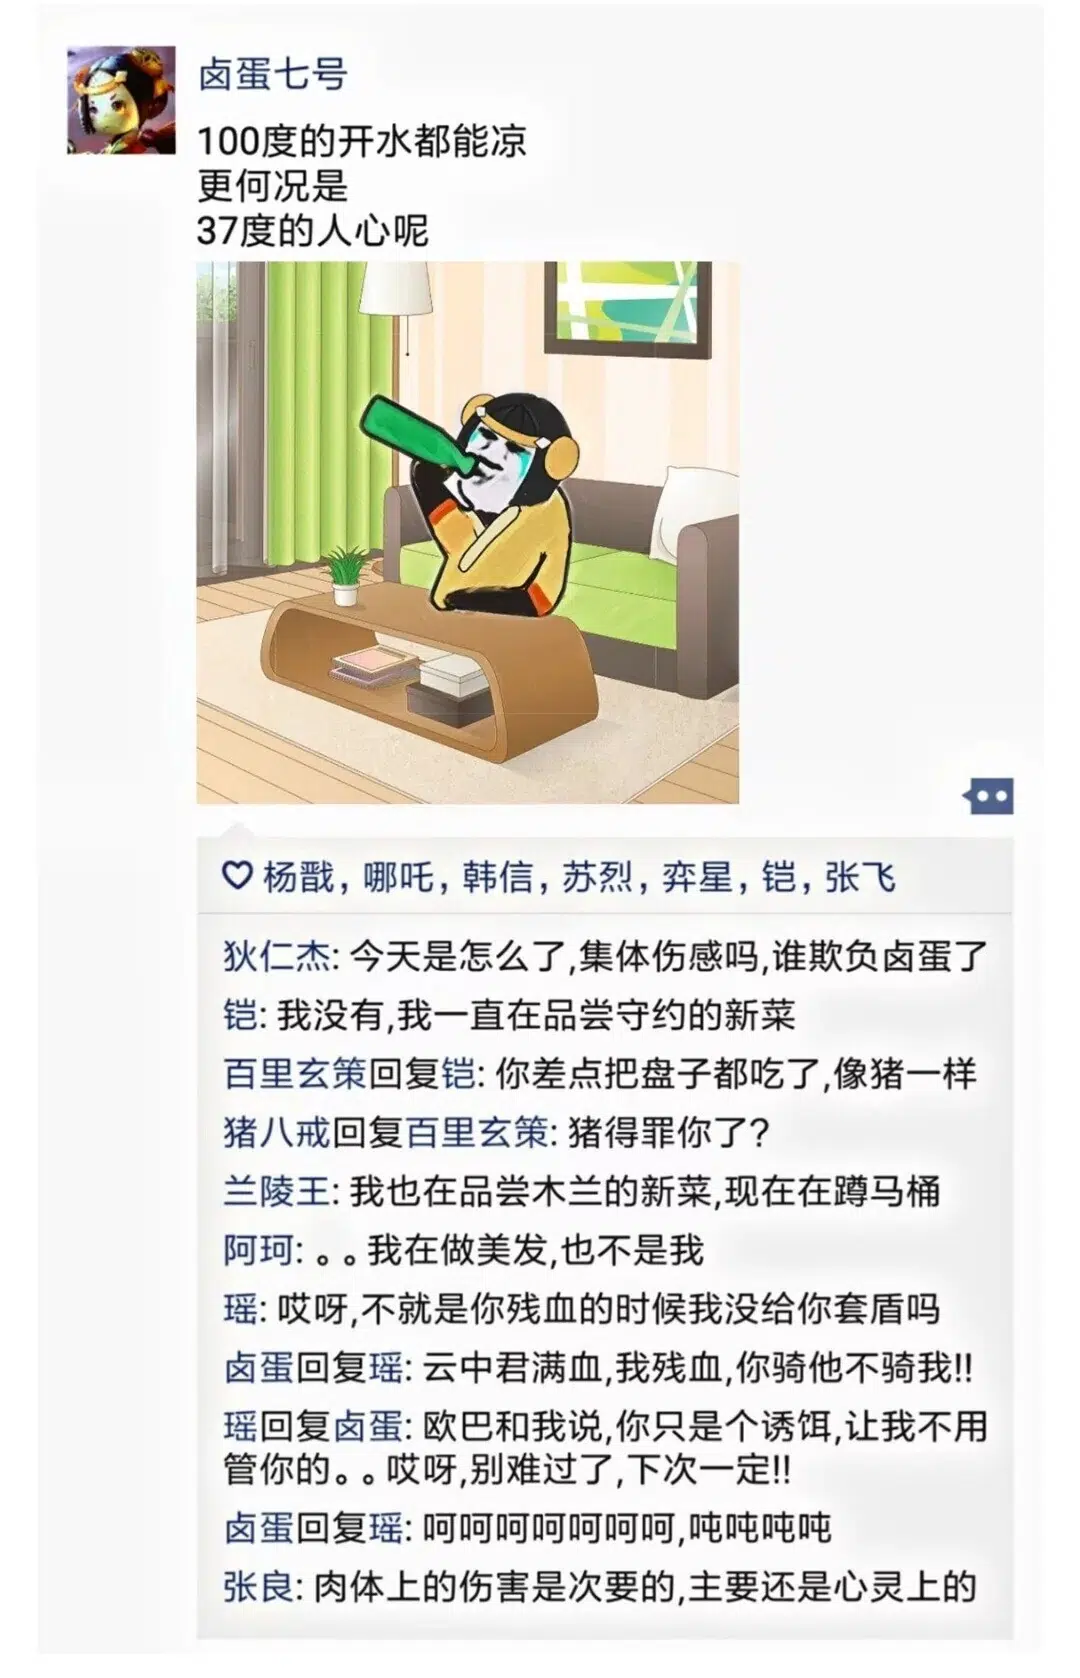 卤蛋七号
100度的开水都能凉
更何况是
37度的人心呢
杨戬, 哪吒, 韩信, 苏烈, 弈星, 铠, 张飞
狄仁杰: 今天是怎么了,集体伤感吗,谁欺负卤蛋了
铠: 我没有,我一直在品尝守约的新菜
百里玄策回复铠: 你差点把盘子都吃了,像猪一样
猪八戒回复百里玄策: 猪得罪你了?
兰陵王: 我也在品尝木兰的新菜,现在在蹲马桶
阿珂: 。。我在做美发,也不是我
瑶: 哎呀,不就是你残血的时候我没给你套盾吗
卤蛋回复瑶: 云中君满血,我残血,你骑他不骑我!!
瑶回复卤蛋: 欧巴和我说,你只是个诱饵,让我不用
管你的。。哎呀,别难过了,下次一定!!
卤蛋回复瑶: 呵呵呵呵呵呵呵,吨吨吨吨
张良: 肉体上的伤害是次要的,主要还是心灵上的